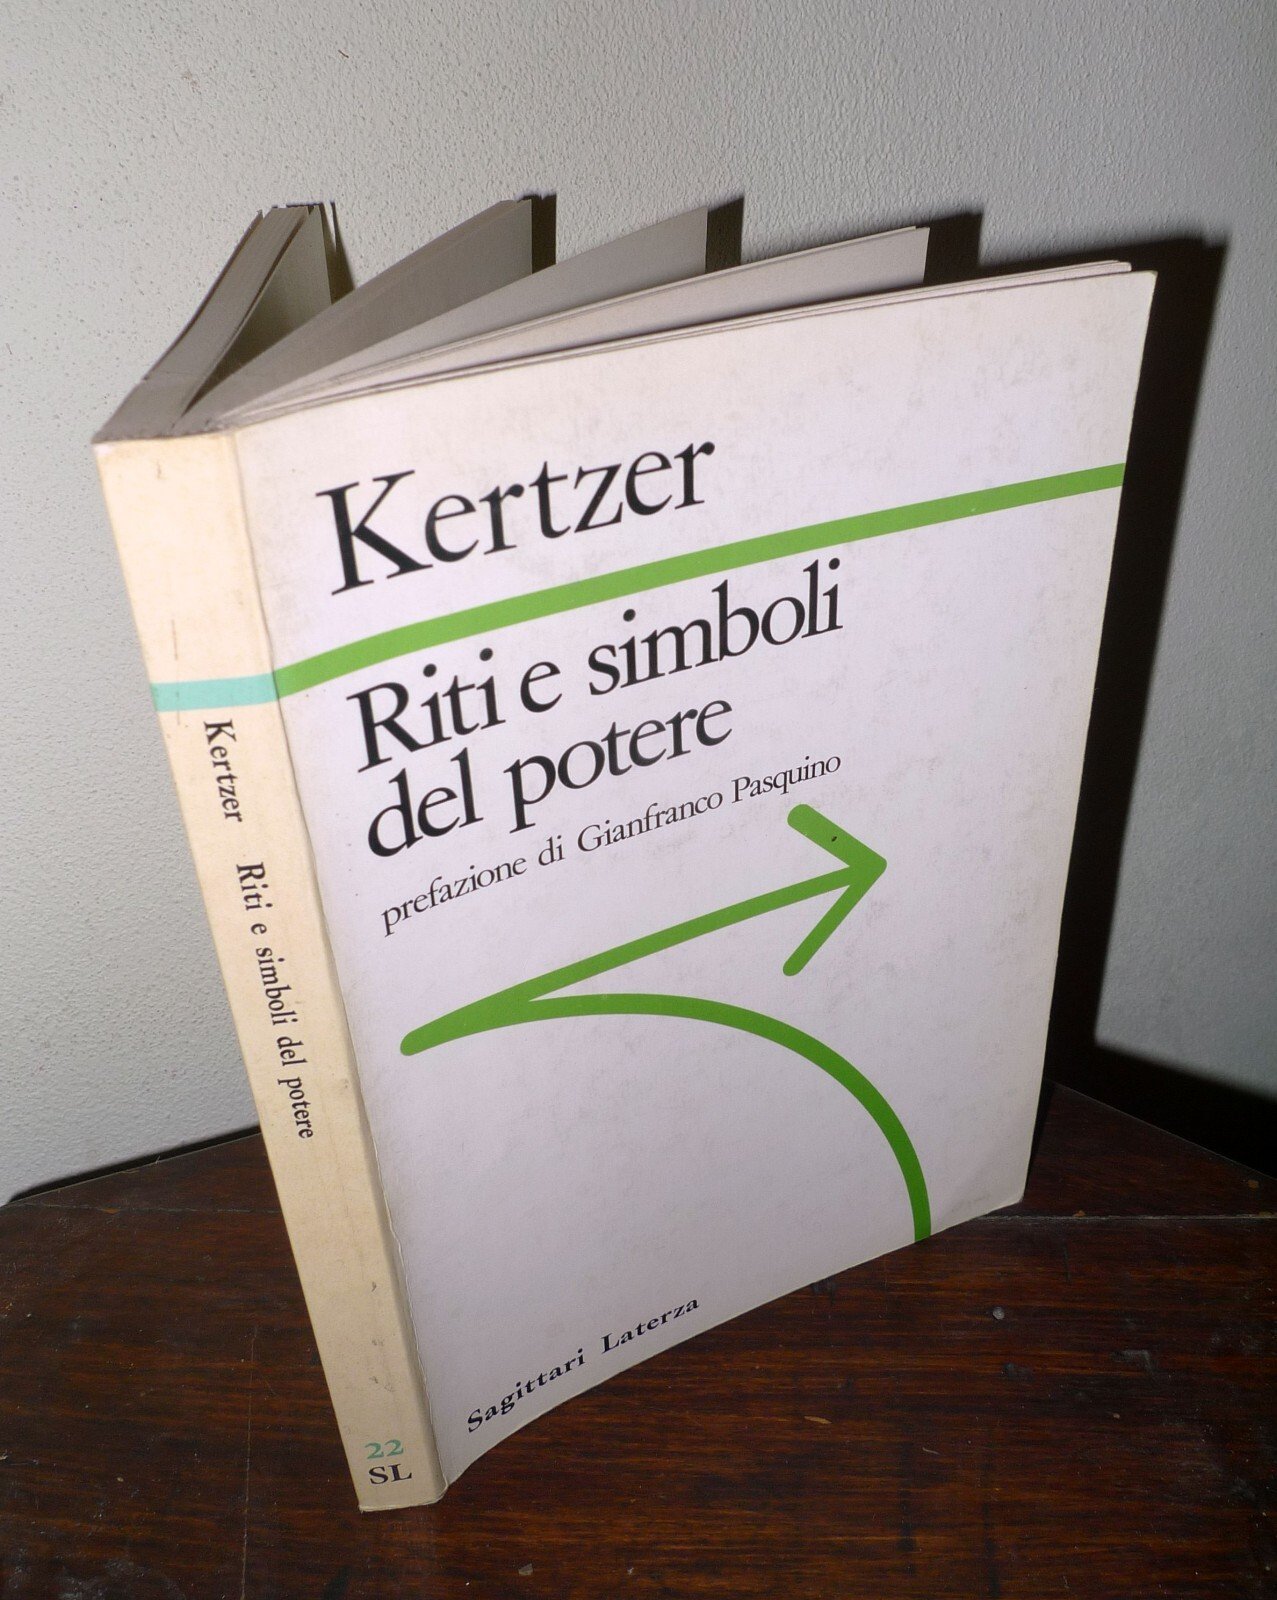 Kertzer
Riti e simboli
del potere
prefazione di Gianfranco Pasquino
Sagittari Laterza
Kertzer Riti e simboli del potere
22
SL